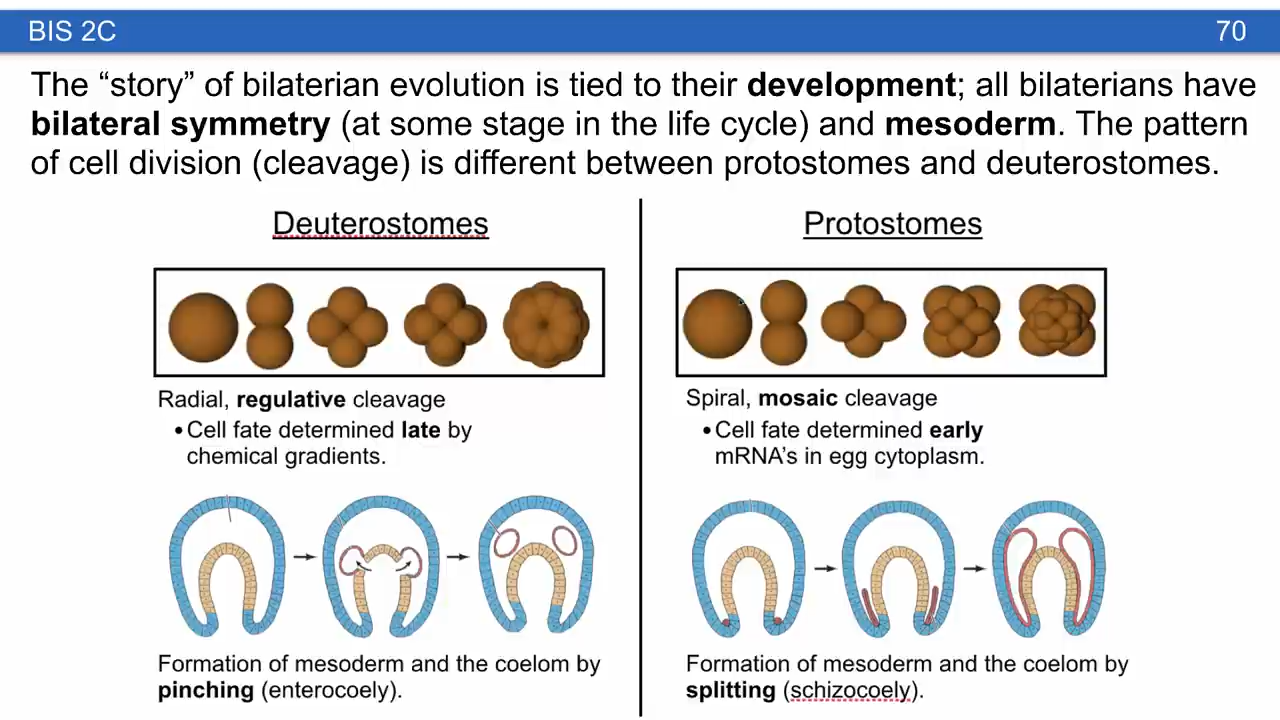 BIS 2C
70
The “story” of bilaterian evolution is tied to their development; all bilaterians have
bilateral symmetry (at some stage in the life cycle) and mesoderm. The pattern
of cell division (cleavage) is different between protostomes and deuterostomes.
Deuterostomes
Radial, regulative cleavage
• Cell fate determined late by
chemical gradients.
Formation of mesoderm and the coelom by
pinching (enterocoely).
Protostomes
Spiral, mosaic cleavage
• Cell fate determined early
mRNA’s in egg cytoplasm.
Formation of mesoderm and the coelom by
splitting (schizocoely).